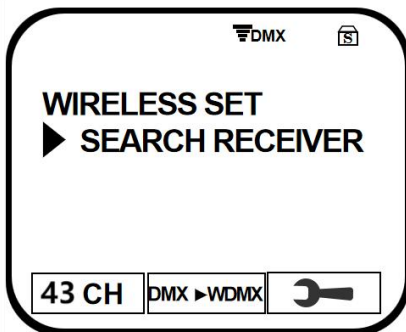 DMX S
WIRELESS SET
▶ SEARCH RECEIVER
43 CH DMX ▶WDMX